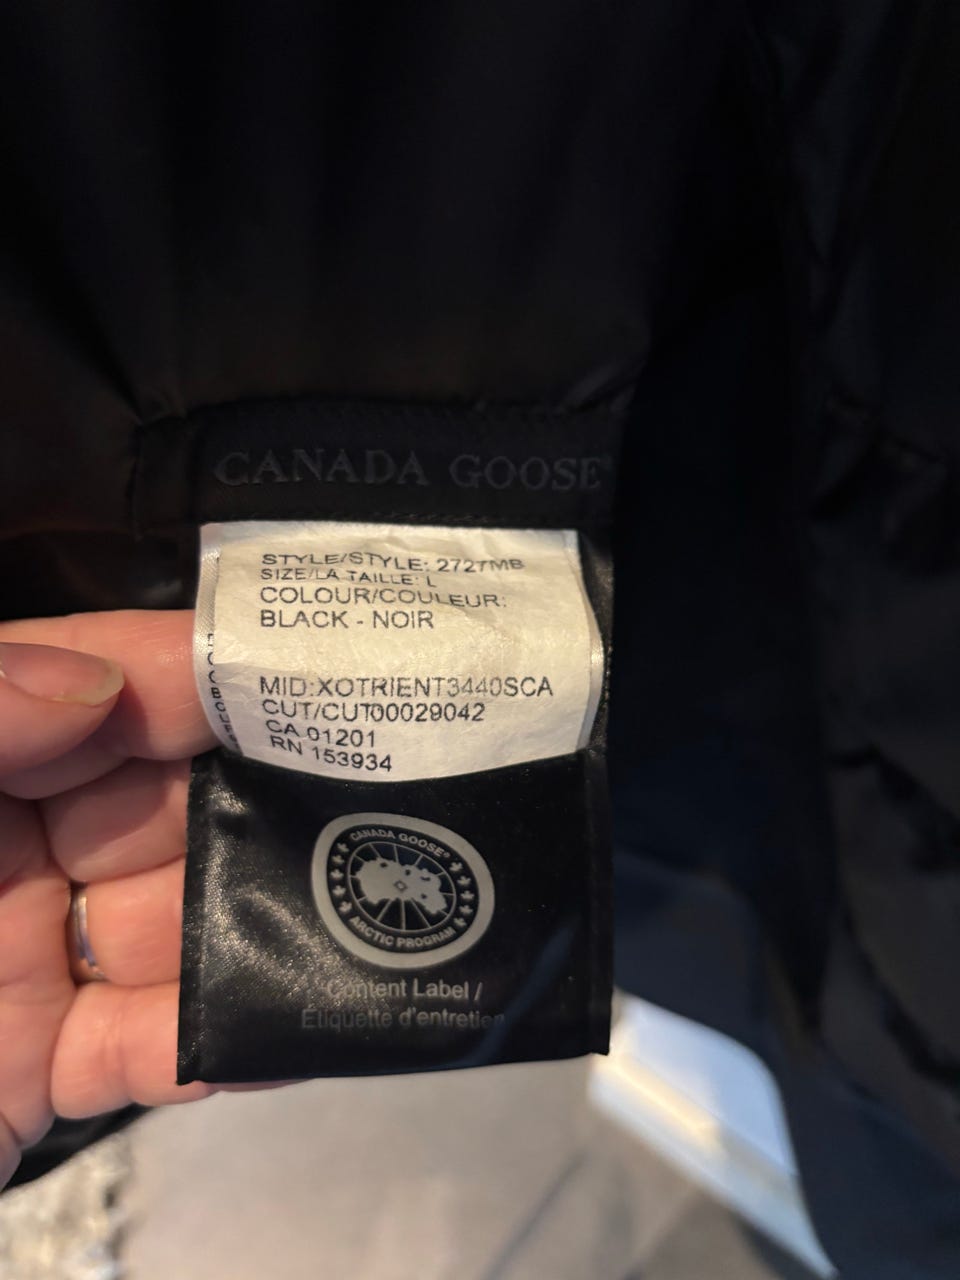 CANADA GOOSE®
STYLE/STYLE: 2727MB
SIZE/LA TAILLE: L
COLOUR/COULEUR:
BLACK - NOIR
MID:XOTRIENT3440SCA
CUT/CUT00029042
CA 01201
RN 153934
CANADA GOOSE®
ARCTIC PROGRAM
Content Label /
Étiquette d'entretien